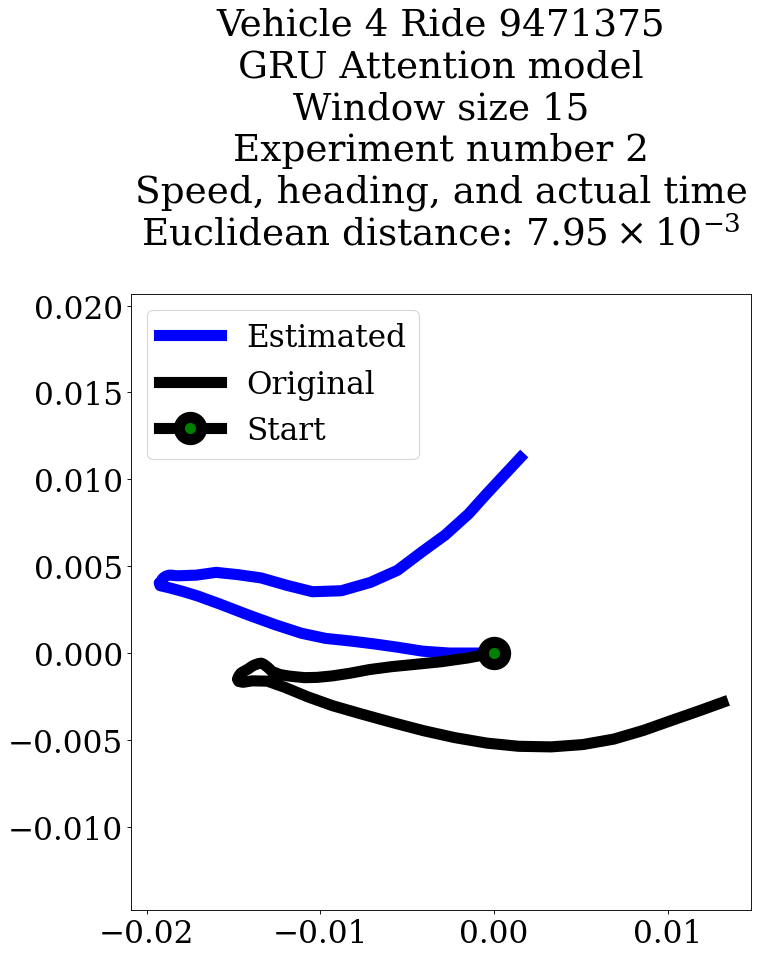 Vehicle 4 Ride 9471375
GRU Attention model
Window size 15
Experiment number 2
Speed, heading, and actual time
Euclidean distance: 7.95 × 10⁻³
0.020
Estimated
0.015
Original
Start
0.010
0.005
0.000
−0.005
−0.010
−0.02
−0.01
0.00
0.01